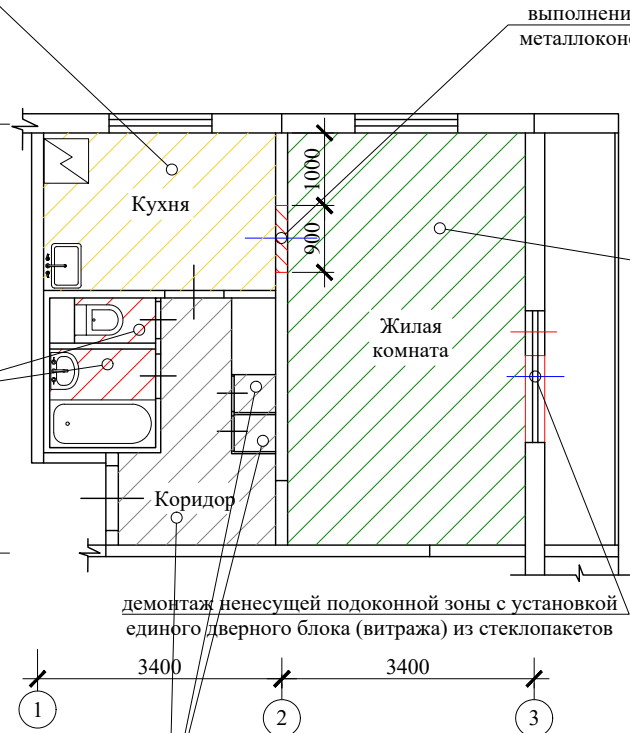 выполнени
металлоконс
1000
Кухня
900
Жилая
комната
Коридор
демонтаж ненесущей подоконной зоны с установкой
единого дверного блока (витража) из стеклопакетов
3400
3400
1
2
3